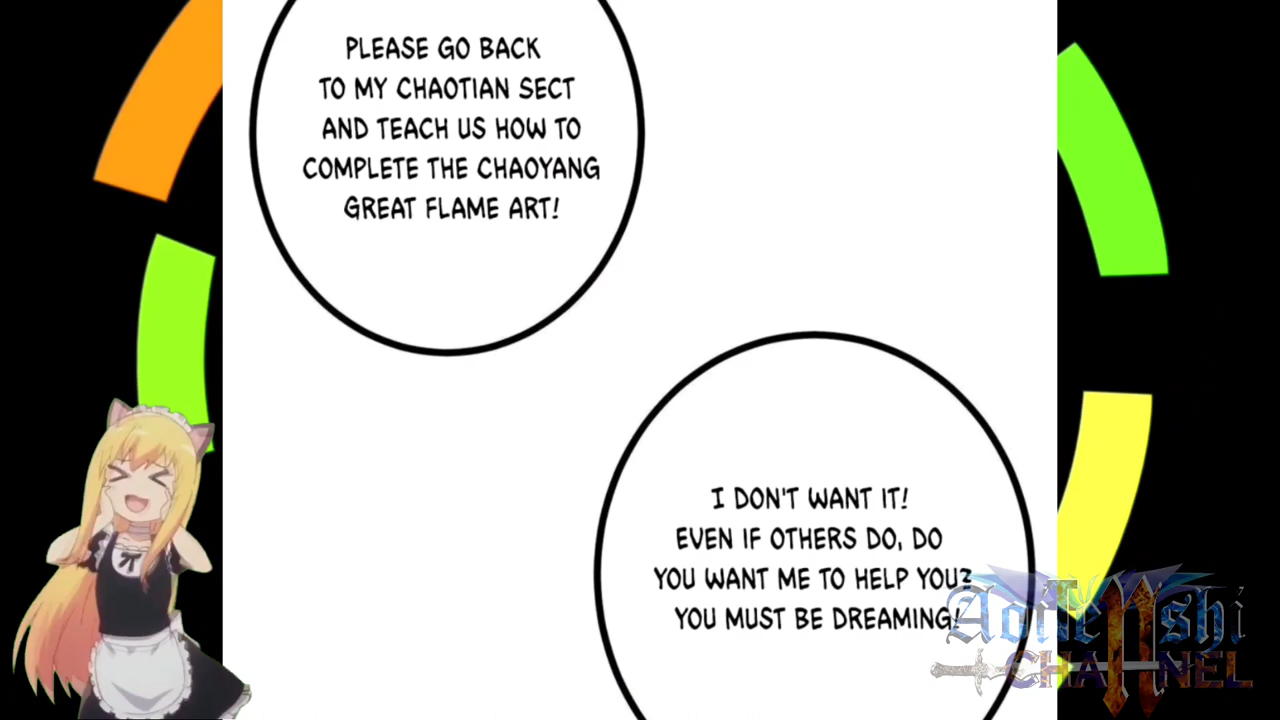 PLEASE GO BACK
TO MY CHAOTIAN SECT
AND TEACH US HOW TO
COMPLETE THE CHAOYANG
GREAT FLAME ART!
I DON'T WANT IT!
EVEN IF OTHERS DO, DO
YOU WANT ME TO HELP YOU?
YOU MUST BE DREAMING!
CHANNEL